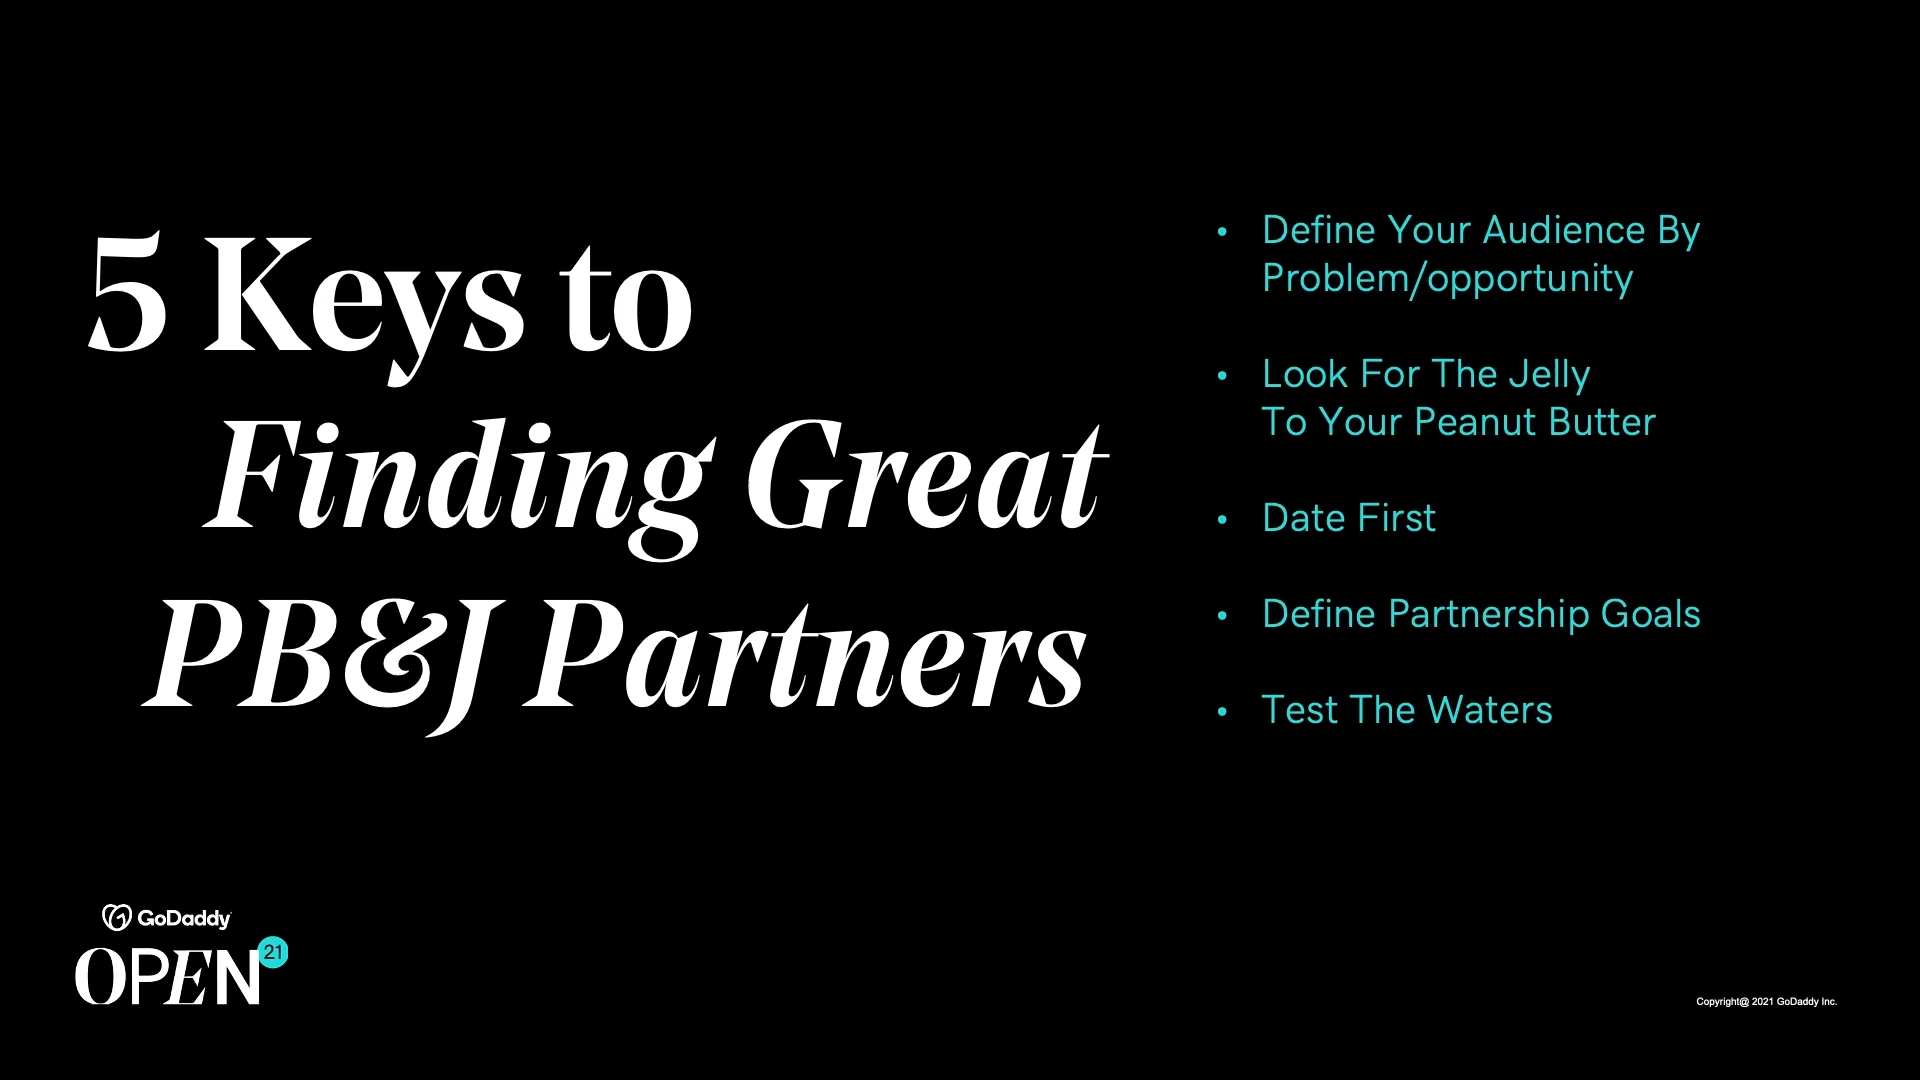 5 Keys to
Finding Great
PB&J Partners
• Define Your Audience By
Problem/opportunity
• Look For The Jelly
To Your Peanut Butter
• Date First
• Define Partnership Goals
• Test The Waters
GoDaddy
OPEN 21
Copyright@ 2021 GoDaddy Inc.